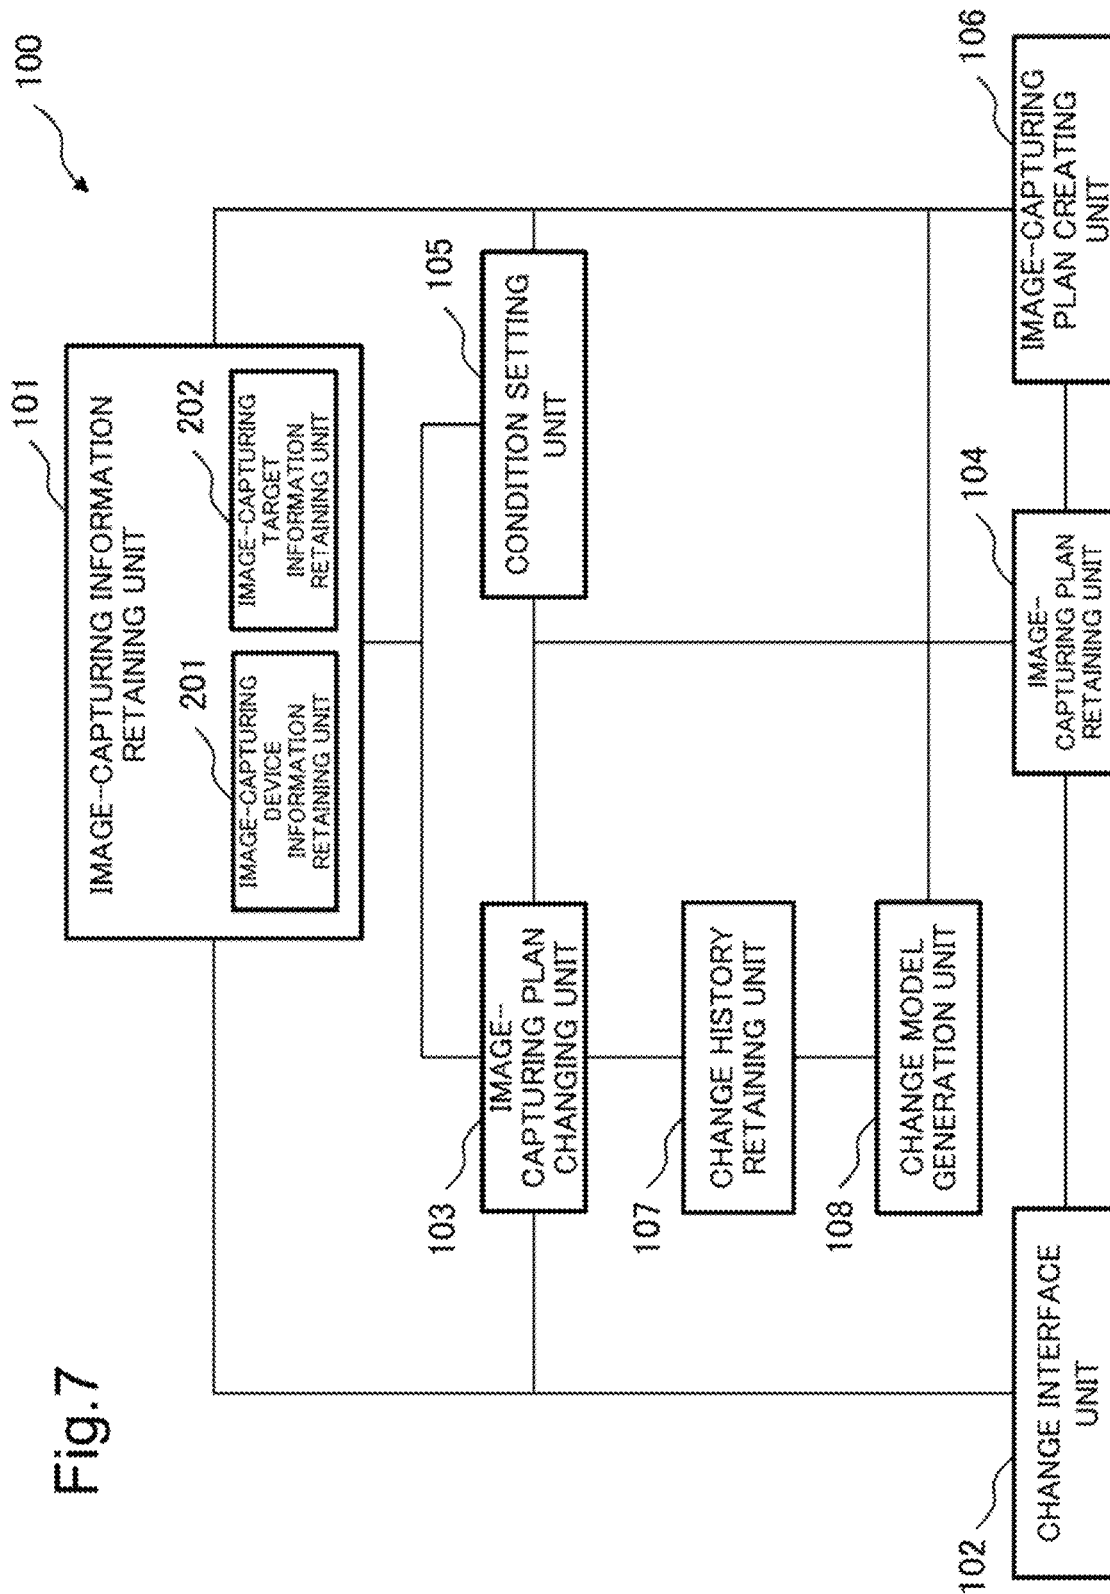 Fig.7
100
101
IMAGE-CAPTURING INFORMATION
RETAINING UNIT
201
IMAGE-CAPTURING
DEVICE
INFORMATION
RETAINING UNIT
202
IMAGE-CAPTURING
TARGET
INFORMATION
RETAINING UNIT
103
IMAGE-
CAPTURING PLAN
CHANGING UNIT
105
CONDITION SETTING
UNIT
107
CHANGE HISTORY
RETAINING UNIT
108
CHANGE MODEL
GENERATION UNIT
102
CHANGE INTERFACE
UNIT
104
IMAGE-
CAPTURING PLAN
RETAINING UNIT
106
IMAGE-CAPTURING
PLAN CREATING
UNIT